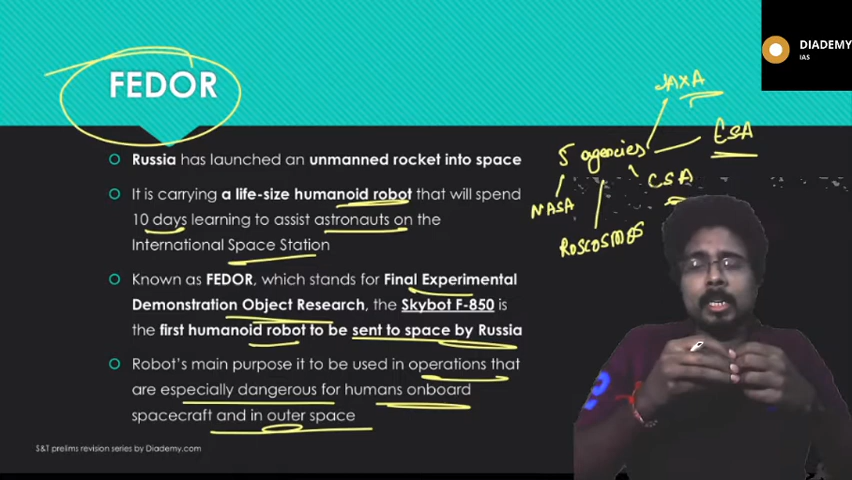 DIADEMY
IAS
FEDOR
JAXA
ESA
5 agencies
CSA
NASA
ROSCOSMOS
Russia has launched an unmanned rocket into space
It is carrying a life-size humanoid robot that will spend
10 days learning to assist astronauts on the
International Space Station
Known as FEDOR, which stands for Final Experimental
Demonstration Object Research, the Skybot F-850 is
the first humanoid robot to be sent to space by Russia
Robot's main purpose it to be used in operations that
are especially dangerous for humans onboard
spacecraft and in outer space
S&T prelims revision series by Diademy.com